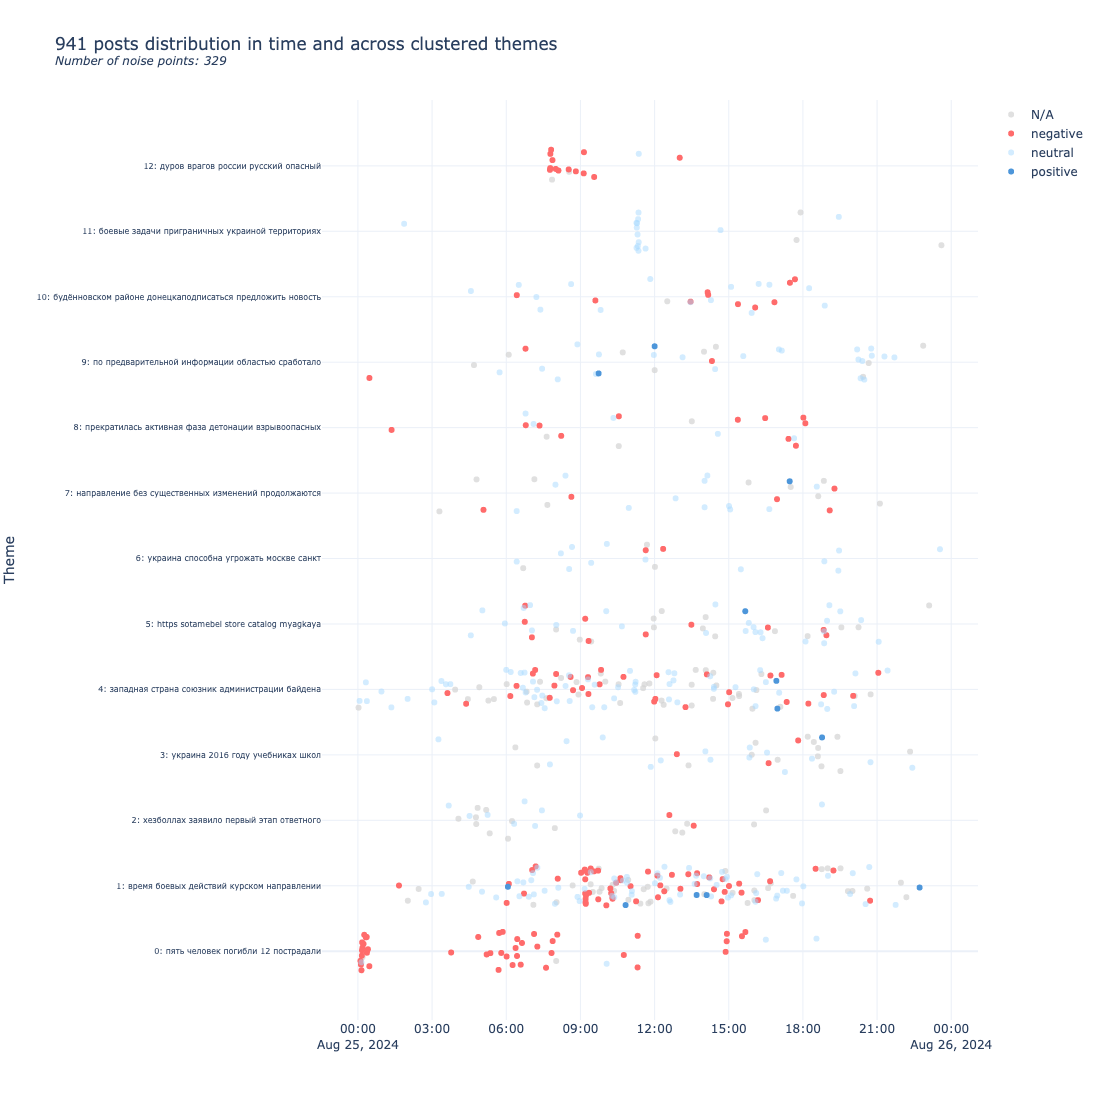 941 posts distribution in time and across clustered themes
Number of noise points: 329
N/A
negative
neutral
positive
Theme
12: дуров врагов россии русский опасный
11: боевые задачи приграничных украиной территориях
10: будённовском районе донецкаподписаться предложить новость
9: по предварительной информации областью сработало
8: прекратилась активная фаза детонации взрывоопасных
7: направление без существенных изменений продолжаются
6: украина способна угрожать москве санкт
5: https sotamebel store catalog myagkaya
4: западная страна союзник администрации байдена
3: украина 2016 году учебниках школ
2: хезболлах заявило первый этап ответного
1: время боевых действий курском направлении
0: пять человек погибли 12 пострадали
00:00 03:00 06:00 09:00 12:00 15:00 18:00 21:00 00:00
Aug 25, 2024 Aug 26, 2024